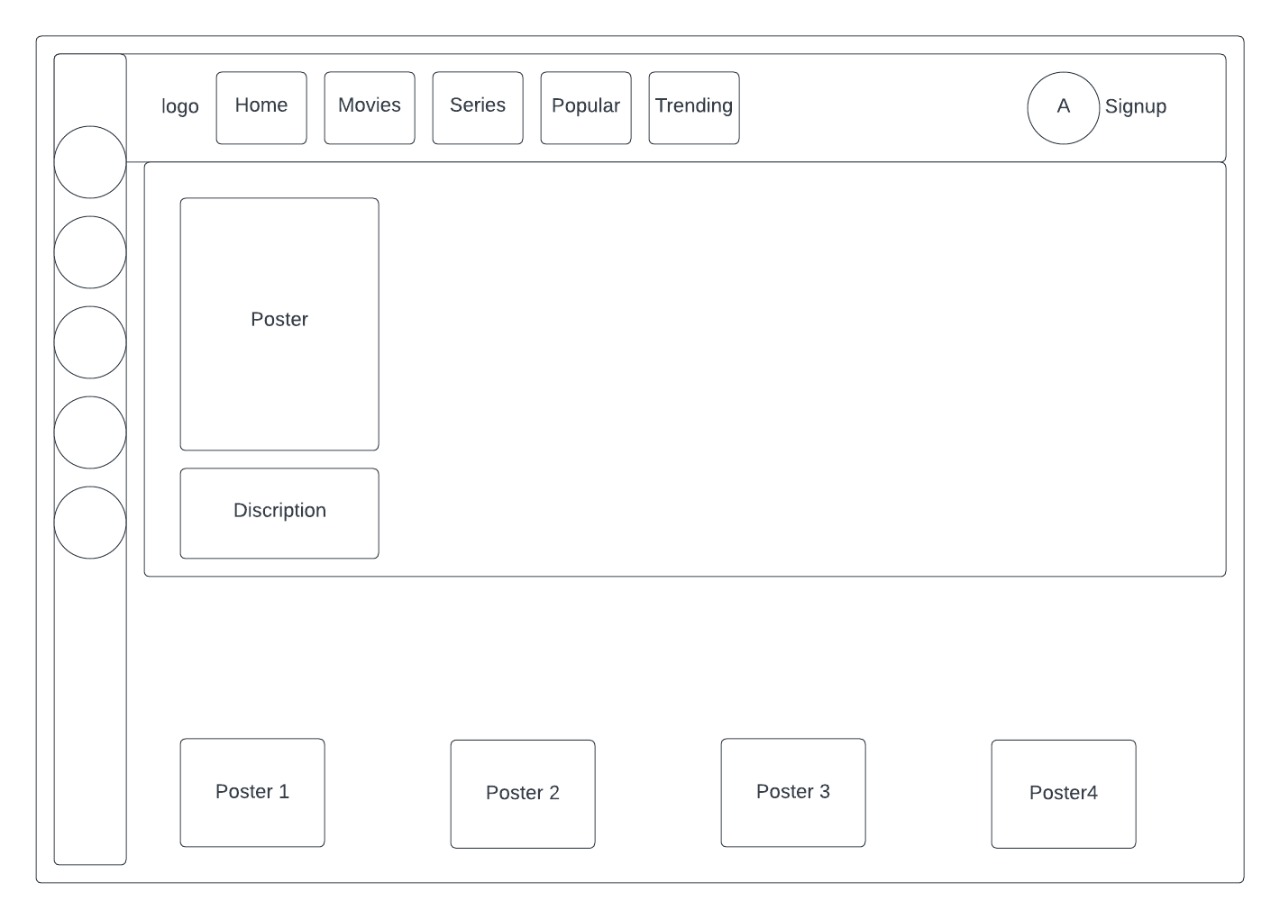 logo
Home
Movies
Series
Popular
Trending
A
Signup
Poster
Discription
Poster 1
Poster 2
Poster 3
Poster4